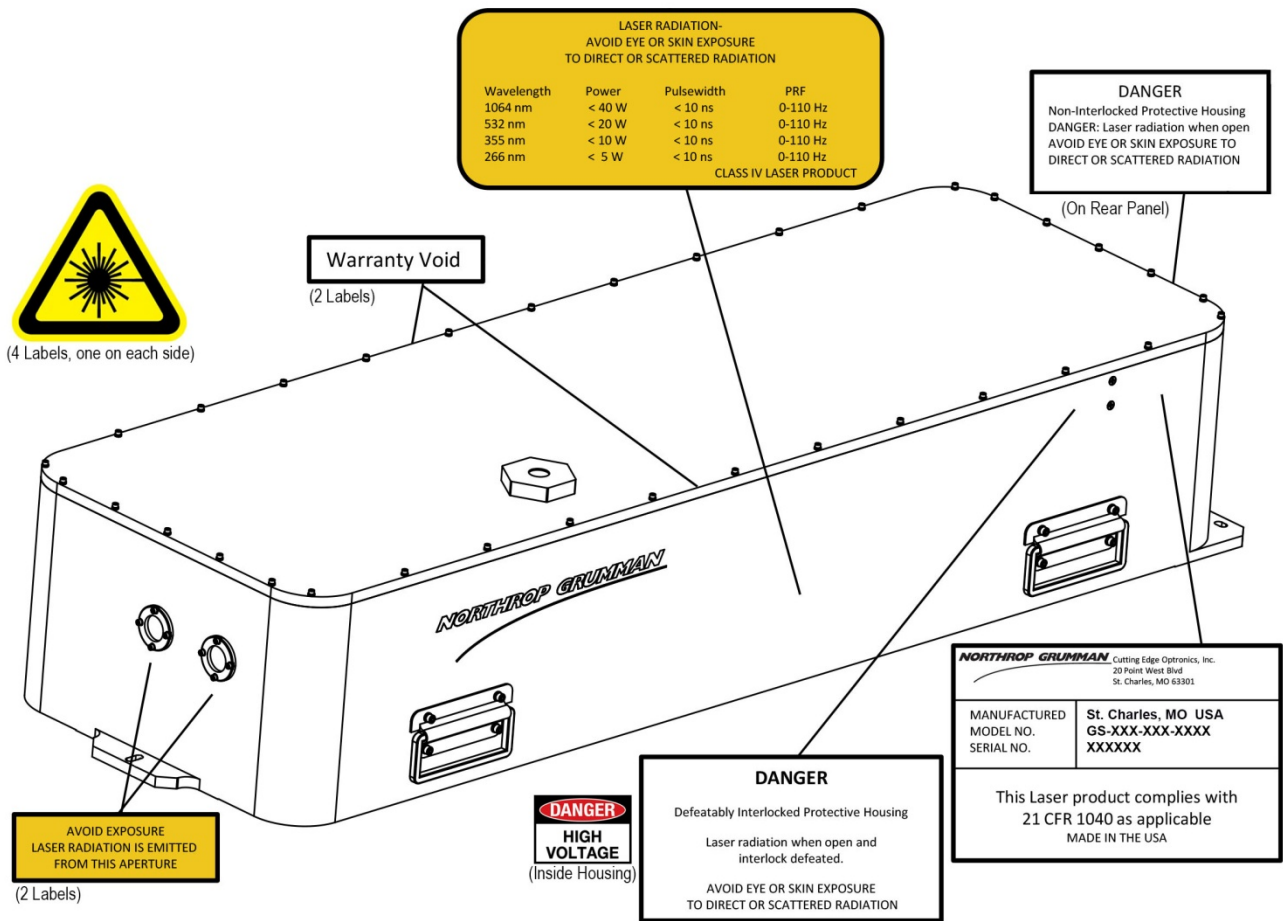 LASER RADIATION-
AVOID EYE OR SKIN EXPOSURE
TO DIRECT OR SCATTERED RADIATION
Wavelength Power Pulsewidth PRF
1064 nm < 40 W < 10 ns 0-110 Hz
532 nm < 20 W < 10 ns 0-110 Hz
355 nm < 10 W < 10 ns 0-110 Hz
266 nm < 5 W < 10 ns 0-110 Hz
CLASS IV LASER PRODUCT
DANGER
Non-Interlocked Protective Housing
DANGER: Laser radiation when open
AVOID EYE OR SKIN EXPOSURE TO
DIRECT OR SCATTERED RADIATION
(On Rear Panel)
Warranty Void
(2 Labels)
(4 Labels, one on each side)
NORTHROP GRUMMAN
AVOID EXPOSURE
LASER RADIATION IS EMITTED
FROM THIS APERTURE
(2 Labels)
DANGER
HIGH
VOLTAGE
(Inside Housing)
DANGER
Defeatably Interlocked Protective Housing
Laser radiation when open and
interlock defeated.
AVOID EYE OR SKIN EXPOSURE
TO DIRECT OR SCATTERED RADIATION
NORTHROP GRUMMAN Cutting Edge Optronics, Inc.
20 Point West Blvd
St. Charles, MO 63301
MANUFACTURED St. Charles, MO USA
MODEL NO. GS-XXX-XXX-XXXX
SERIAL NO. XXXXXX
This Laser product complies with
21 CFR 1040 as applicable
MADE IN THE USA